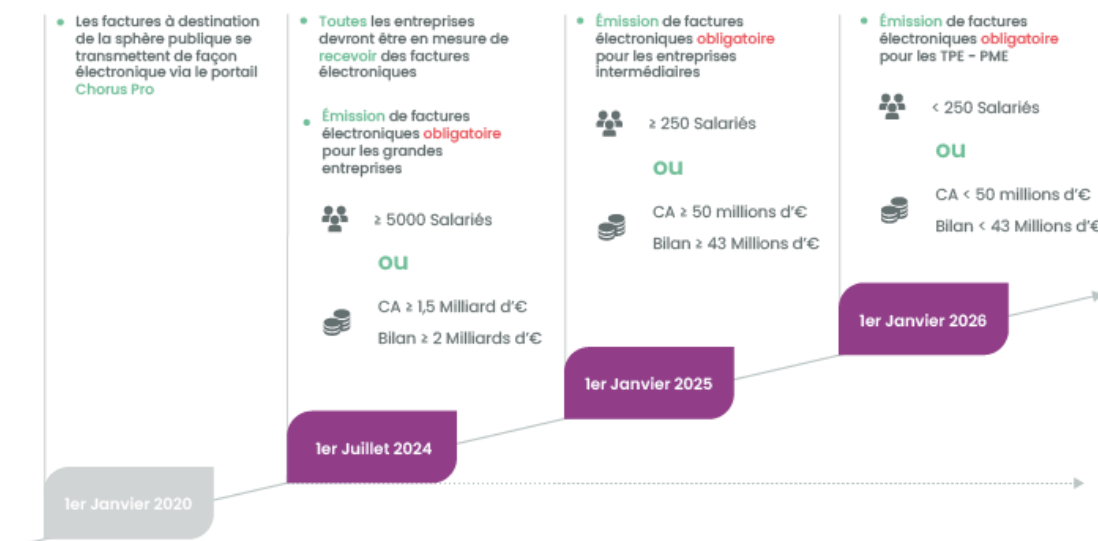 Les factures à destination
de la sphère publique se
transmettent de façon
électronique via le portail
Chorus Pro
1er Janvier 2020
Toutes les entreprises
devront être en mesure de
recevoir des factures
électroniques
Émission de factures
électroniques obligatoire
pour les grandes
entreprises
≥ 5000 Salariés
ou
CA ≥ 1,5 Milliard d'€
Bilan ≥ 2 Milliards d'€
1er Juillet 2024
Émission de factures
électroniques obligatoire
pour les entreprises
intermédiaires
≥ 250 Salariés
ou
CA ≥ 50 millions d'€
Bilan ≥ 43 Millions d'€
1er Janvier 2025
Émission de factures
électroniques obligatoire
pour les TPE - PME
< 250 Salariés
ou
CA < 50 millions d'€
Bilan < 43 Millions d'€
1er Janvier 2026